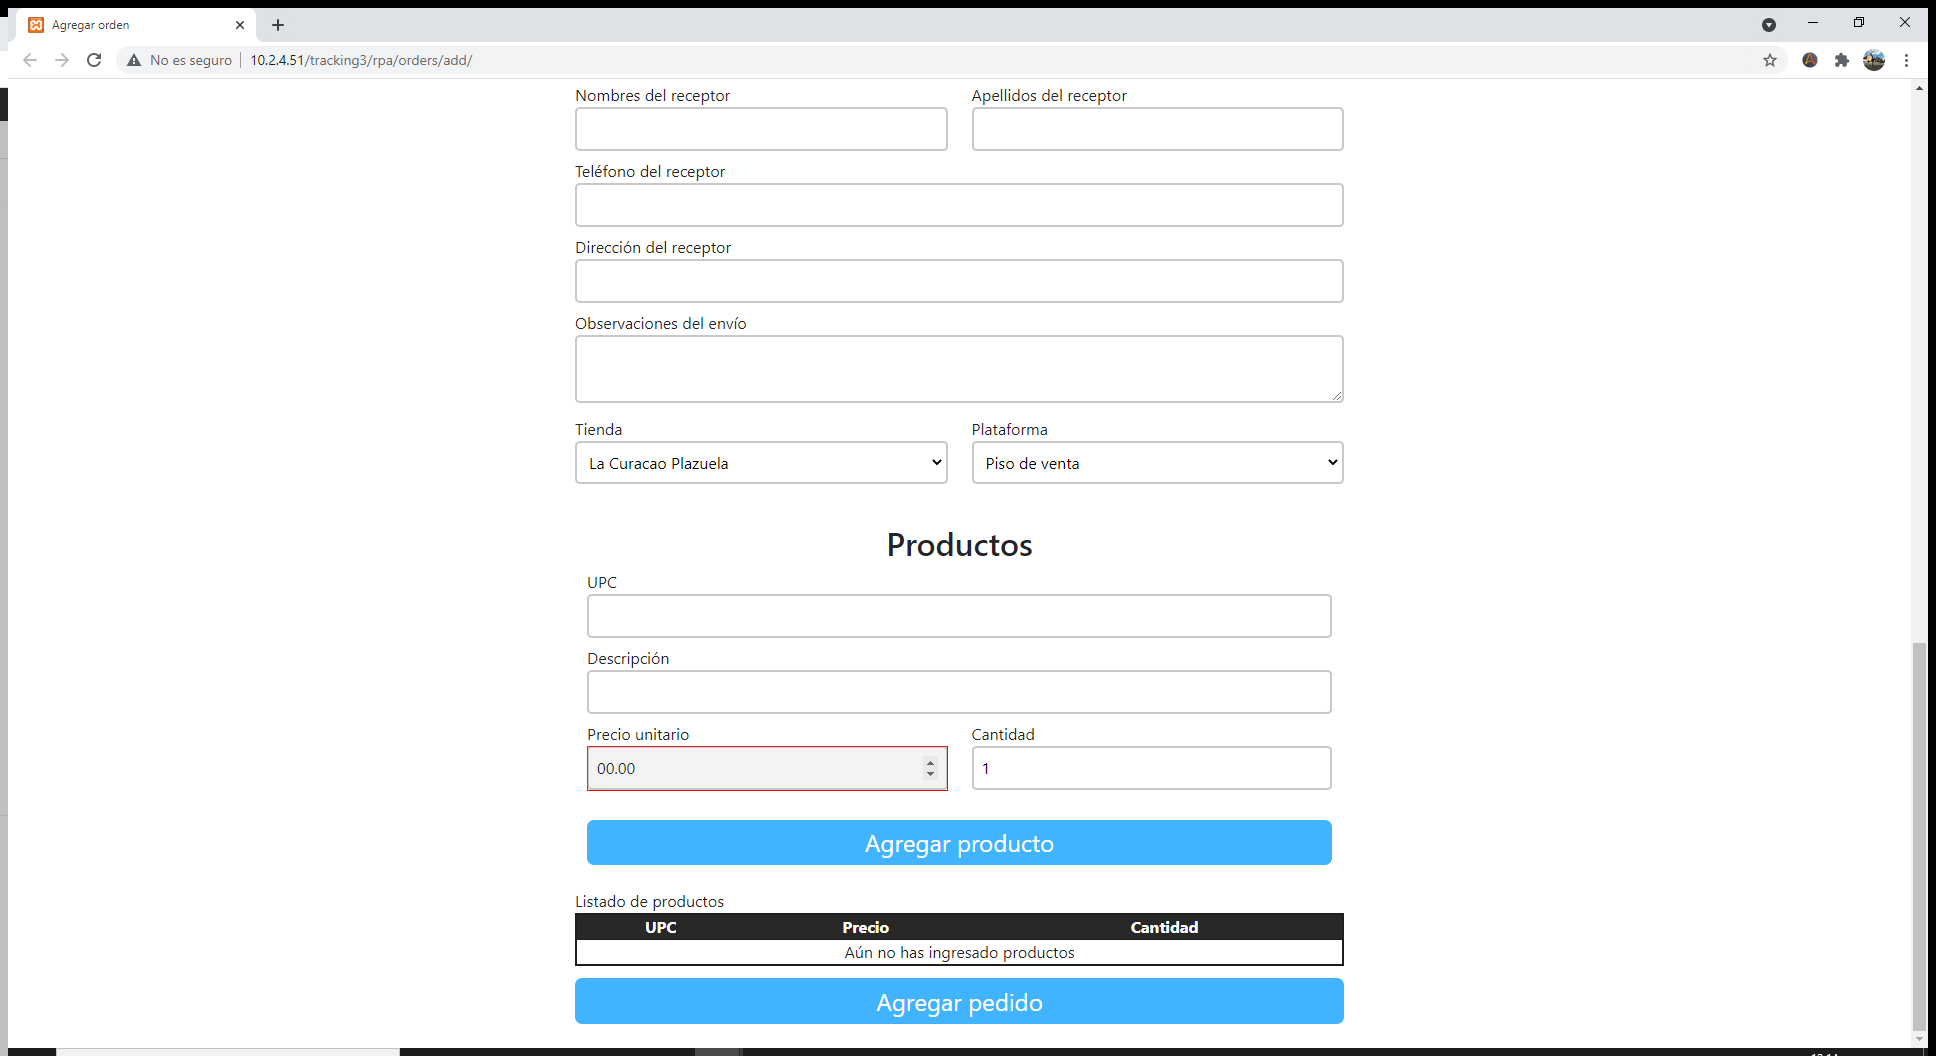 Agregar orden
No es seguro 10.2.4.51/tracking3/rpa/orders/add/
Nombres del receptor Apellidos del receptor
Teléfono del receptor
Dirección del receptor
Observaciones del envío
Tienda Plataforma
La Curacao Plazuela Piso de venta
Productos
UPC
Descripción
Precio unitario Cantidad
00.00 1
Agregar producto
Listado de productos
UPC Precio Cantidad
Aún no has ingresado productos
Agregar pedido